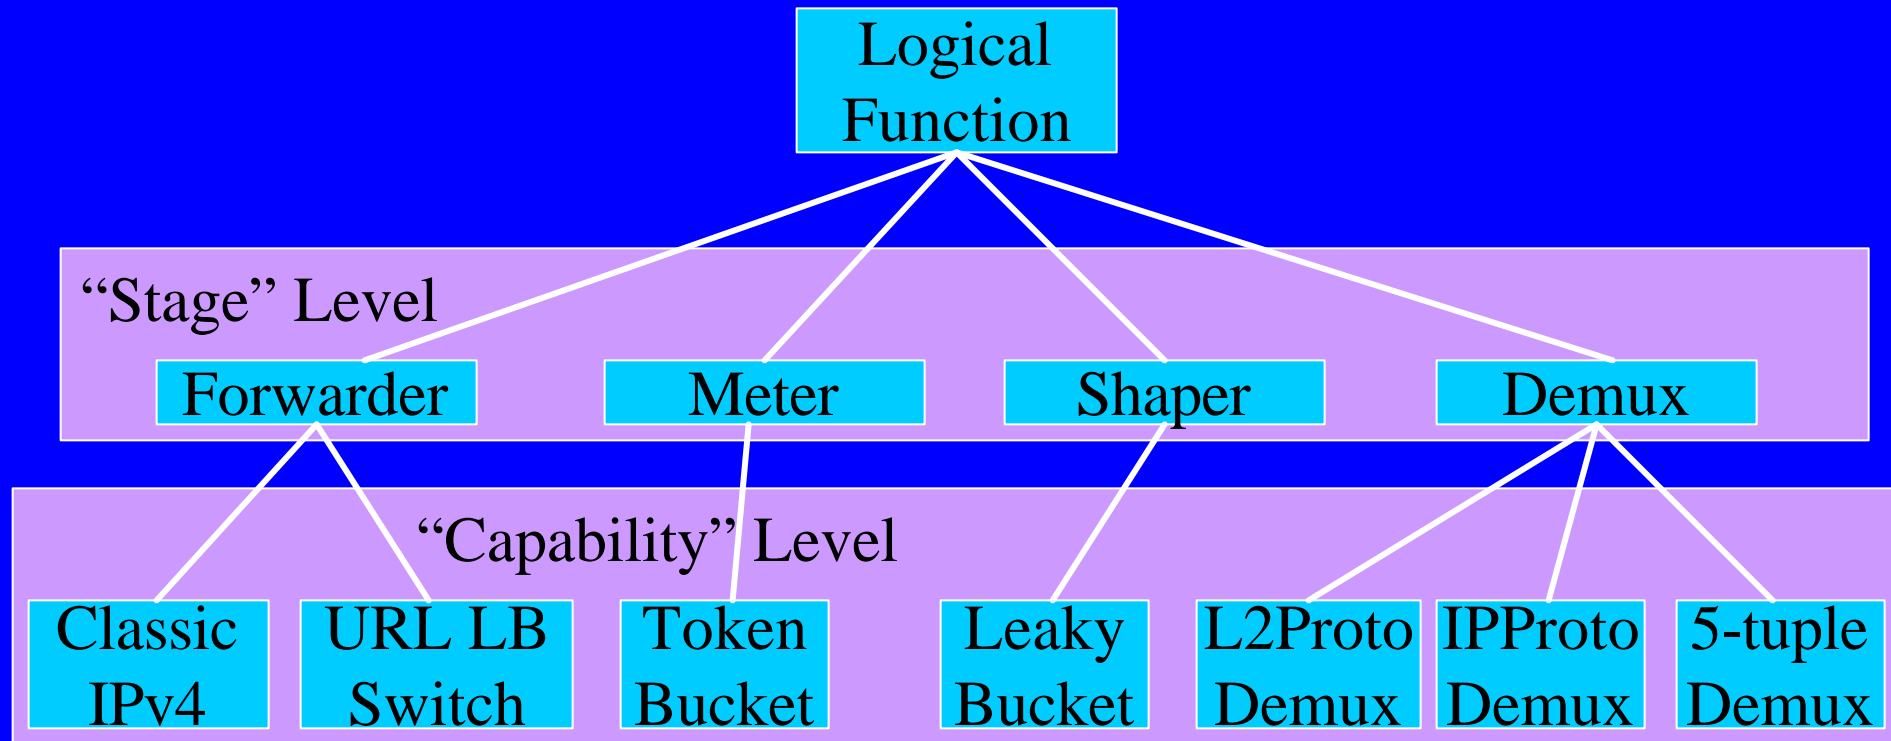 Logical
Function
“Stage” Level
Forwarder
Meter
Shaper
Demux
“Capability” Level
Classic
IPv4
URL LB
Switch
Token
Bucket
Leaky
Bucket
L2Proto
Demux
IPProto
Demux
5-tuple
Demux